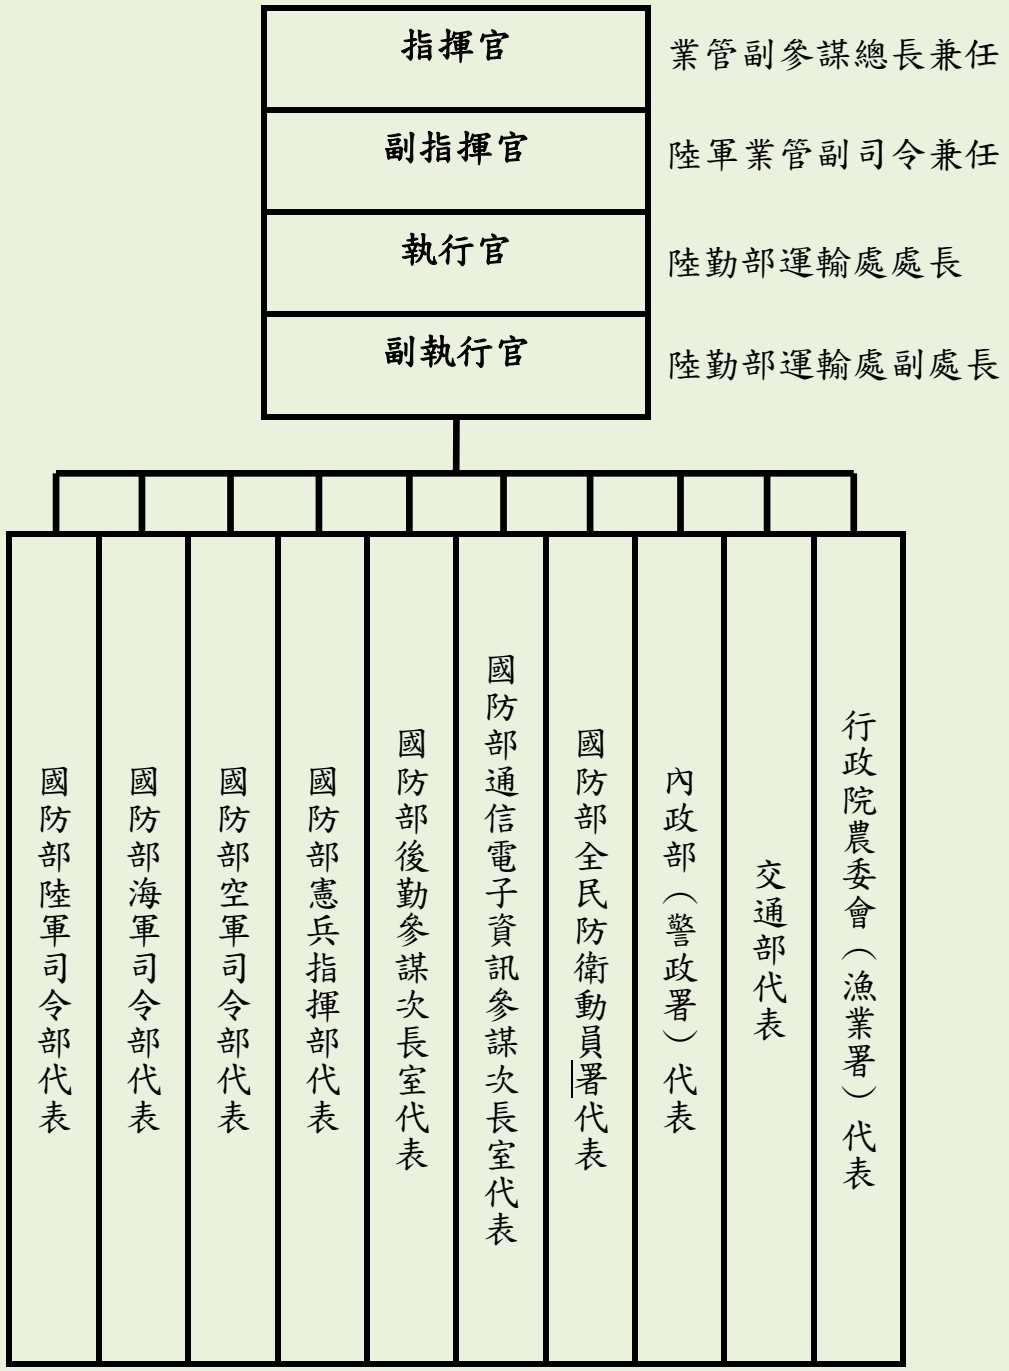 指揮官
業管副參謀總長兼任
副指揮官
陸軍業管副司令兼任
執行官
陸勤部運輸處處長
副執行官
陸勤部運輸處副處長
國防部陸軍司令部代表
國防部海軍司令部代表
國防部空軍司令部代表
國防部憲兵指揮部代表
國防部後勤參謀次長室代表
國防部通信電子資訊參謀次長室代表
國防部全民防衛動員署代表
內政部（警政署）代表
交通部代表
行政院農委會（漁業署）代表